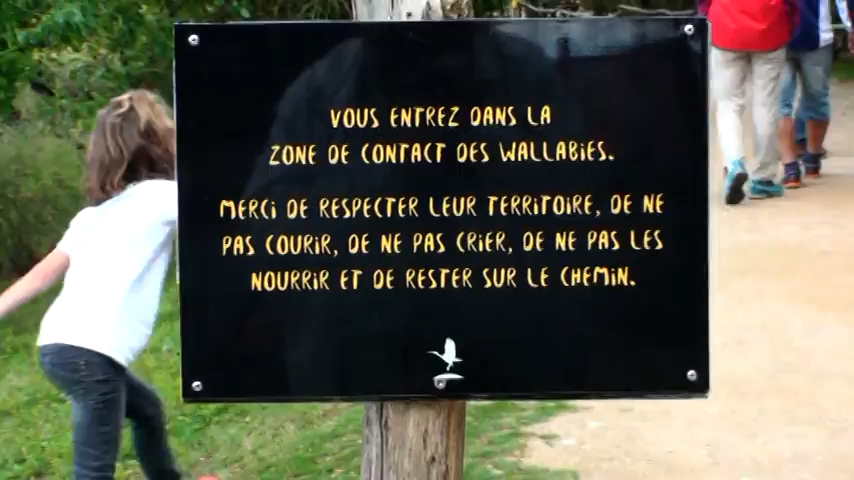 VOUS ENTREZ DANS LA
ZONE DE CONTACT DES WALLABIES.
MERCI DE RESPECTER LEUR TERRITOIRE, DE NE
PAS COURIR, DE NE PAS CRIER, DE NE PAS LES
NOURRIR ET DE RESTER SUR LE CHEMIN.